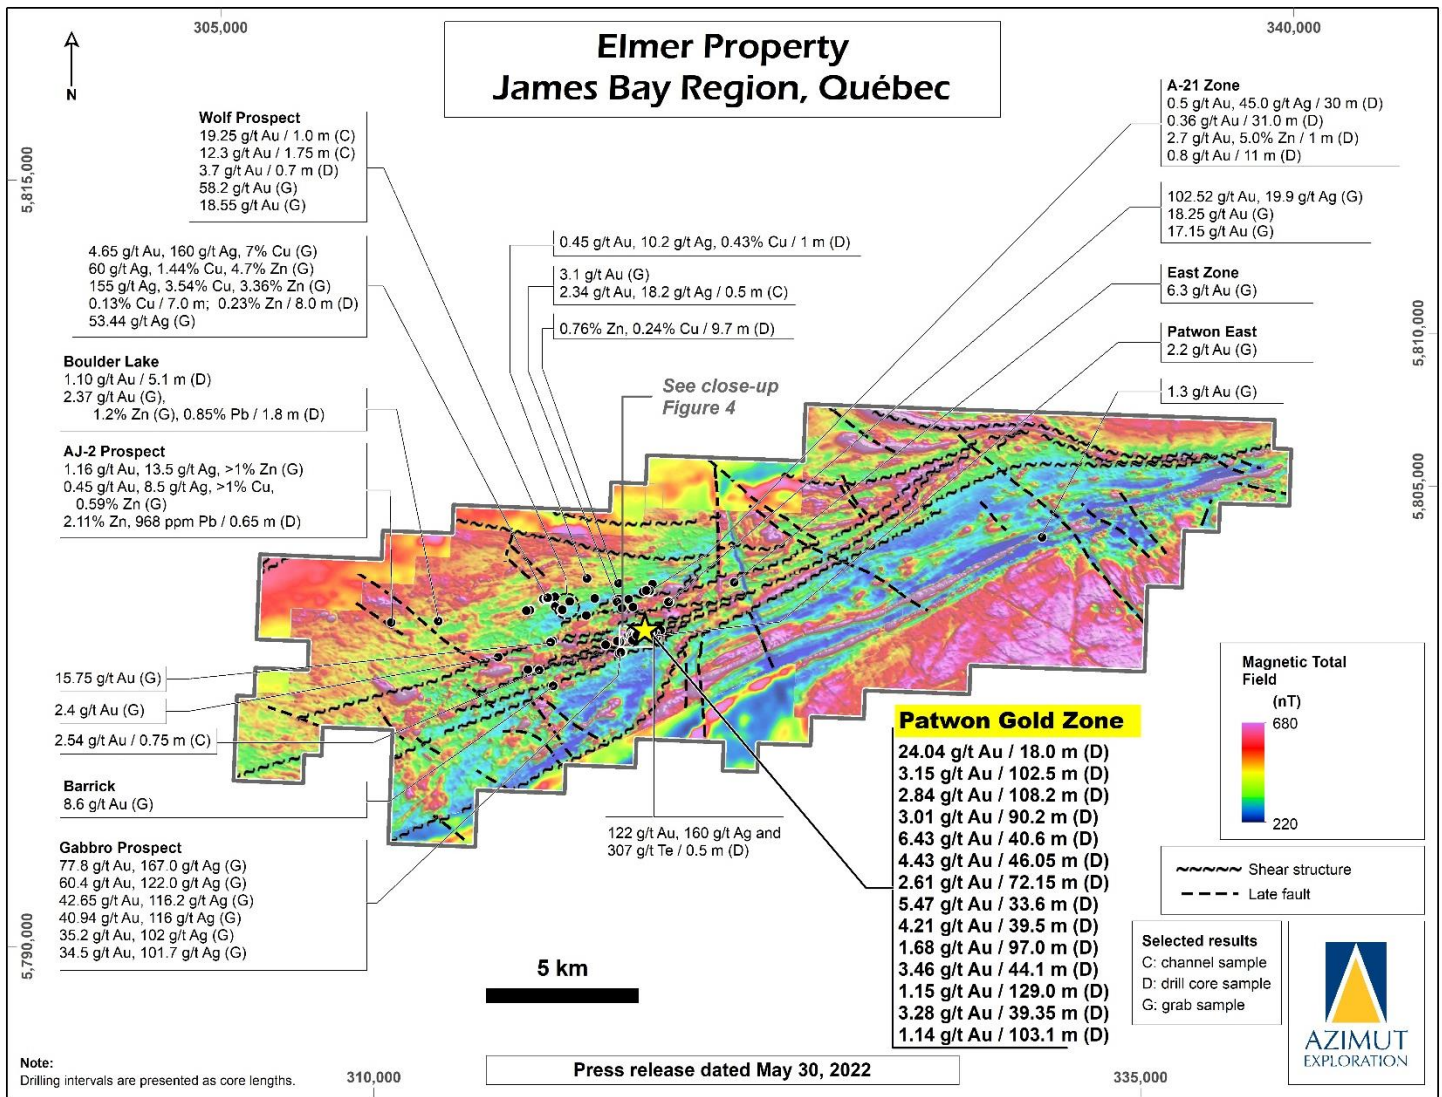 305,000
340,000
N
Elmer Property
James Bay Region, Québec
5,815,000
5,790,000
5,810,000
5,805,000
Wolf Prospect
19.25 g/t Au / 1.0 m (C)
12.3 g/t Au / 1.75 m (C)
3.7 g/t Au / 0.7 m (D)
58.2 g/t Au (G)
18.55 g/t Au (G)
4.65 g/t Au, 160 g/t Ag, 7% Cu (G)
60 g/t Ag, 1.44% Cu, 4.7% Zn (G)
155 g/t Ag, 3.54% Cu, 3.36% Zn (G)
0.13% Cu / 7.0 m; 0.23% Zn / 8.0 m (D)
53.44 g/t Ag (G)
Boulder Lake
1.10 g/t Au / 5.1 m (D)
2.37 g/t Au (G),
1.2% Zn (G), 0.85% Pb / 1.8 m (D)
AJ-2 Prospect
1.16 g/t Au, 13.5 g/t Ag, >1% Zn (G)
0.45 g/t Au, 8.5 g/t Ag, >1% Cu,
0.59% Zn (G)
2.11% Zn, 968 ppm Pb / 0.65 m (D)
0.45 g/t Au, 10.2 g/t Ag, 0.43% Cu / 1 m (D)
3.1 g/t Au (G)
2.34 g/t Au, 18.2 g/t Ag / 0.5 m (C)
0.76% Zn, 0.24% Cu / 9.7 m (D)
See close-up
Figure 4
A-21 Zone
0.5 g/t Au, 45.0 g/t Ag / 30 m (D)
0.36 g/t Au / 31.0 m (D)
2.7 g/t Au, 5.0% Zn / 1 m (D)
0.8 g/t Au / 11 m (D)
102.52 g/t Au, 19.9 g/t Ag (G)
18.25 g/t Au (G)
17.15 g/t Au (G)
East Zone
6.3 g/t Au (G)
Patwon East
2.2 g/t Au (G)
1.3 g/t Au (G)
15.75 g/t Au (G)
2.4 g/t Au (G)
2.54 g/t Au / 0.75 m (C)
Barrick
8.6 g/t Au (G)
Gabbro Prospect
77.8 g/t Au, 167.0 g/t Ag (G)
60.4 g/t Au, 122.0 g/t Ag (G)
42.65 g/t Au, 116.2 g/t Ag (G)
40.94 g/t Au, 116 g/t Ag (G)
35.2 g/t Au, 102 g/t Ag (G)
34.5 g/t Au, 101.7 g/t Ag (G)
122 g/t Au, 160 g/t Ag and
307 g/t Te / 0.5 m (D)
Patwon Gold Zone
24.04 g/t Au / 18.0 m (D)
3.15 g/t Au / 102.5 m (D)
2.84 g/t Au / 108.2 m (D)
3.01 g/t Au / 90.2 m (D)
6.43 g/t Au / 40.6 m (D)
4.43 g/t Au / 46.05 m (D)
2.61 g/t Au / 72.15 m (D)
5.47 g/t Au / 33.6 m (D)
4.21 g/t Au / 39.5 m (D)
1.68 g/t Au / 97.0 m (D)
3.46 g/t Au / 44.1 m (D)
1.15 g/t Au / 129.0 m (D)
3.28 g/t Au / 39.35 m (D)
1.14 g/t Au / 103.1 m (D)
Magnetic Total
Field
(nT)
680
220
Shear structure
Late fault
Selected results
C: channel sample
D: drill core sample
G: grab sample
AZIMUT
EXPLORATION
5 km
Note:
Drilling intervals are presented as core lengths.
310,000
Press release dated May 30, 2022
335,000